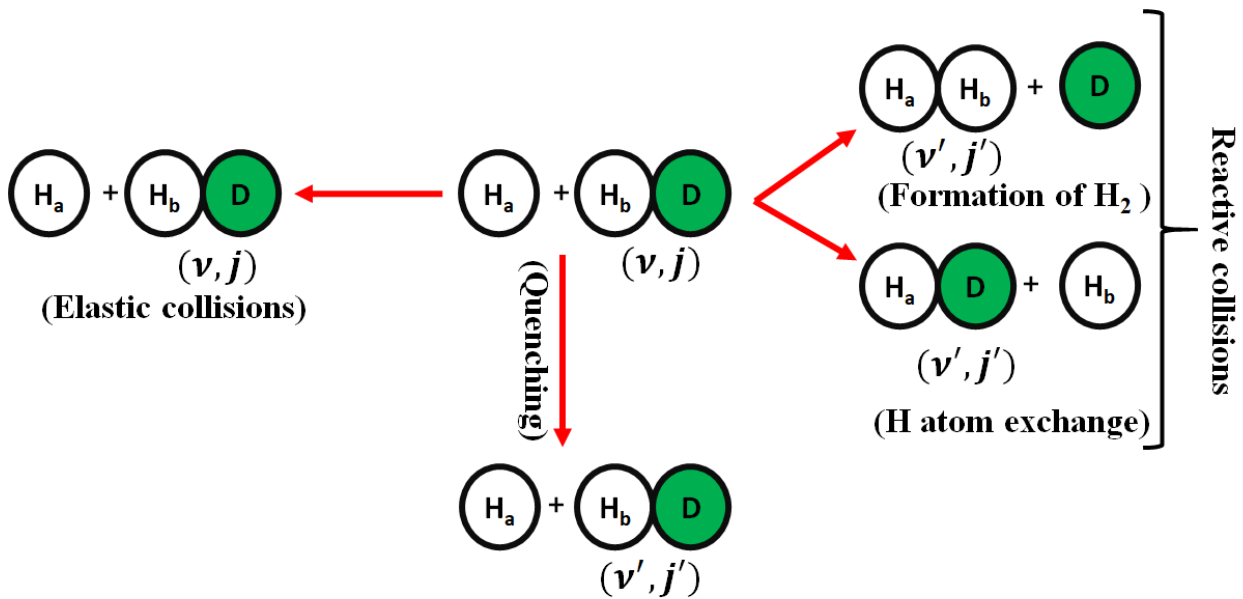 Hₐ Hb + D
(ν′, j′)
(Formation of H₂ )
Hₐ + Hb D
(ν, j)
(Elastic collisions)
Hₐ + Hb D
(ν, j)
(Quenching)
Hₐ D + Hb
(ν′, j′)
(H atom exchange)
Reactive collisions
Hₐ + Hb D
(ν′, j′)